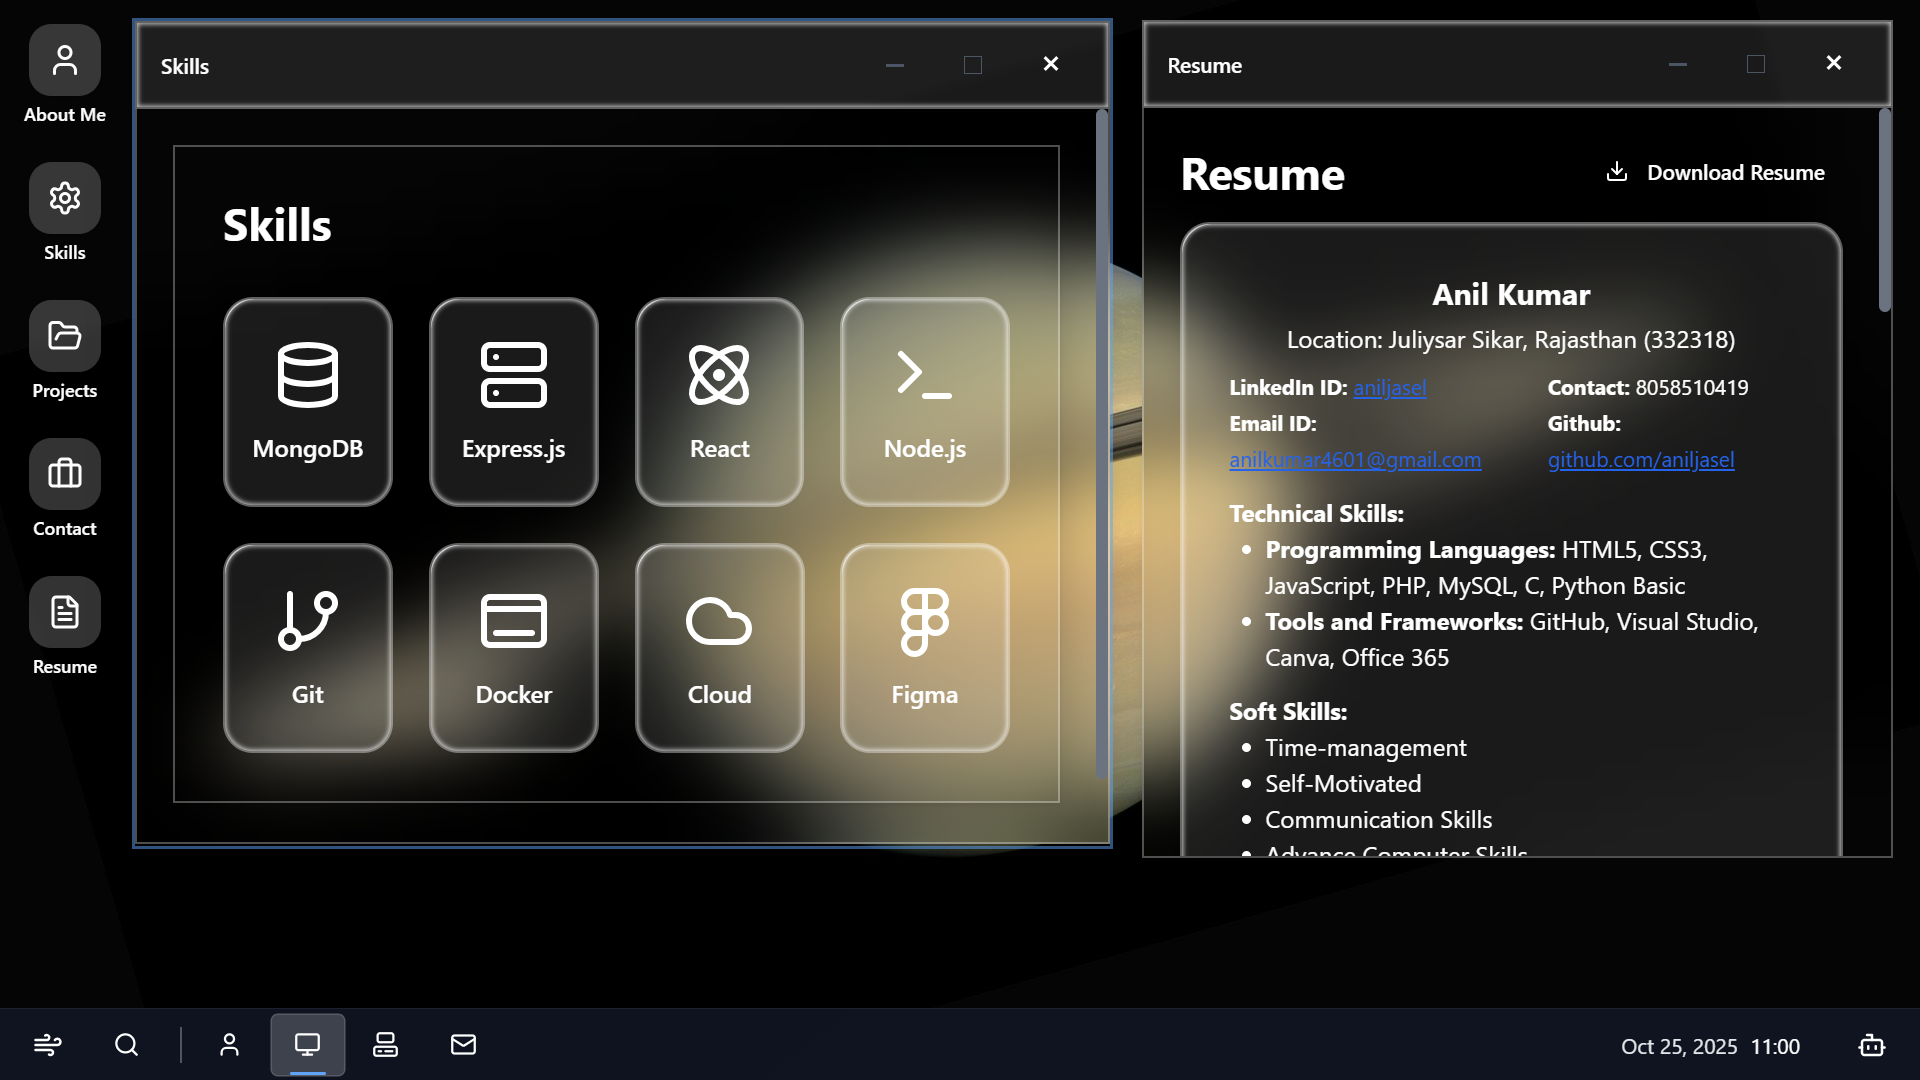 About Me
Skills
Projects
Contact
Resume
Skills
Skills
MongoDB
Express.js
React
Node.js
Git
Docker
Cloud
Figma
Resume
Resume
Download Resume
Anil Kumar
Location: Juliysar Sikar, Rajasthan (332318)
LinkedIn ID: aniljasel
Contact: 8058510419
Email ID:
anilkumar4601@gmail.com
Github:
github.com/aniljasel
Technical Skills:
Programming Languages: HTML5, CSS3,
JavaScript, PHP, MySQL, C, Python Basic
Tools and Frameworks: GitHub, Visual Studio,
Canva, Office 365
Soft Skills:
Time-management
Self-Motivated
Communication Skills
Advance Computer Skills
Oct 25, 2025 11:00